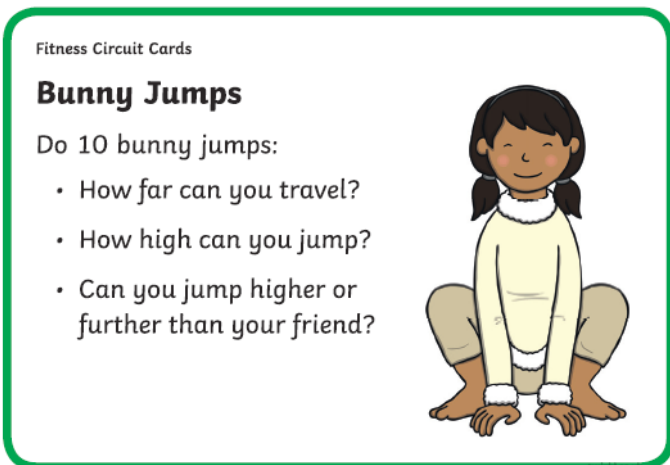 Fitness Circuit Cards
Bunny Jumps
Do 10 bunny jumps:
• How far can you travel?
• How high can you jump?
• Can you jump higher or
further than your friend?